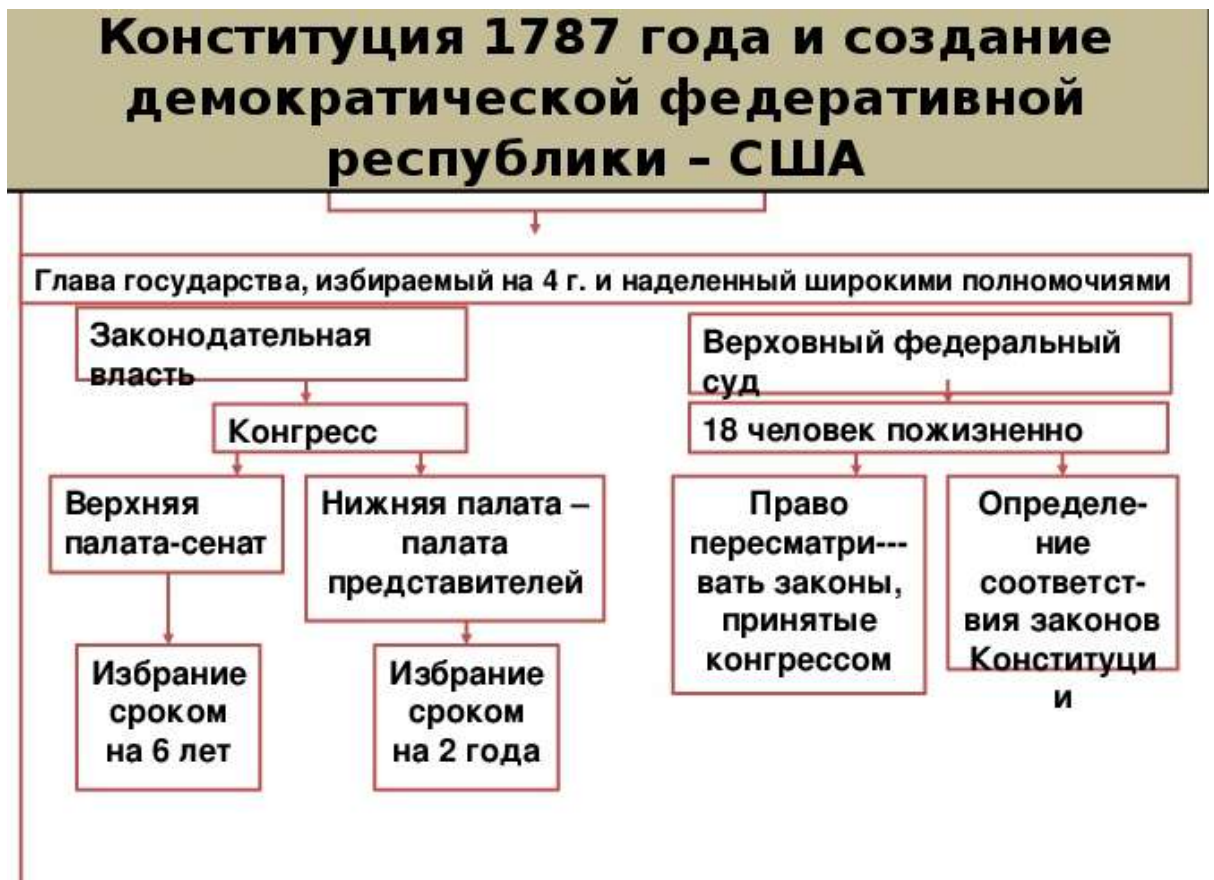 Конституция 1787 года и создание
демократической федеративной
республики – США
Глава государства, избираемый на 4 г. и наделенный широкими полномочиями
Законодательная
власть
Конгресс
Верхняя
палата-сенат
Избрание
сроком
на 6 лет
Нижняя палата –
палата
представителей
Избрание
сроком
на 2 года
Верховный федеральный
суд
18 человек пожизненно
Право
пересматри---
вать законы,
принятые
конгрессом
Определе-
ние
соответст-
вия законов
Конституци
и